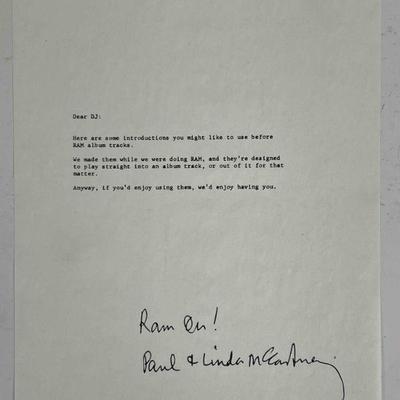 Dear DJ:
Here are some introductions you might like to use before
RAM album tracks.
We made them while we were doing RAM, and they're designed
to play straight into an album track, or out of it for that
matter.
Anyway, if you'd enjoy using them, we'd enjoy having you.
Ram On!
Paul & Linda McCartney